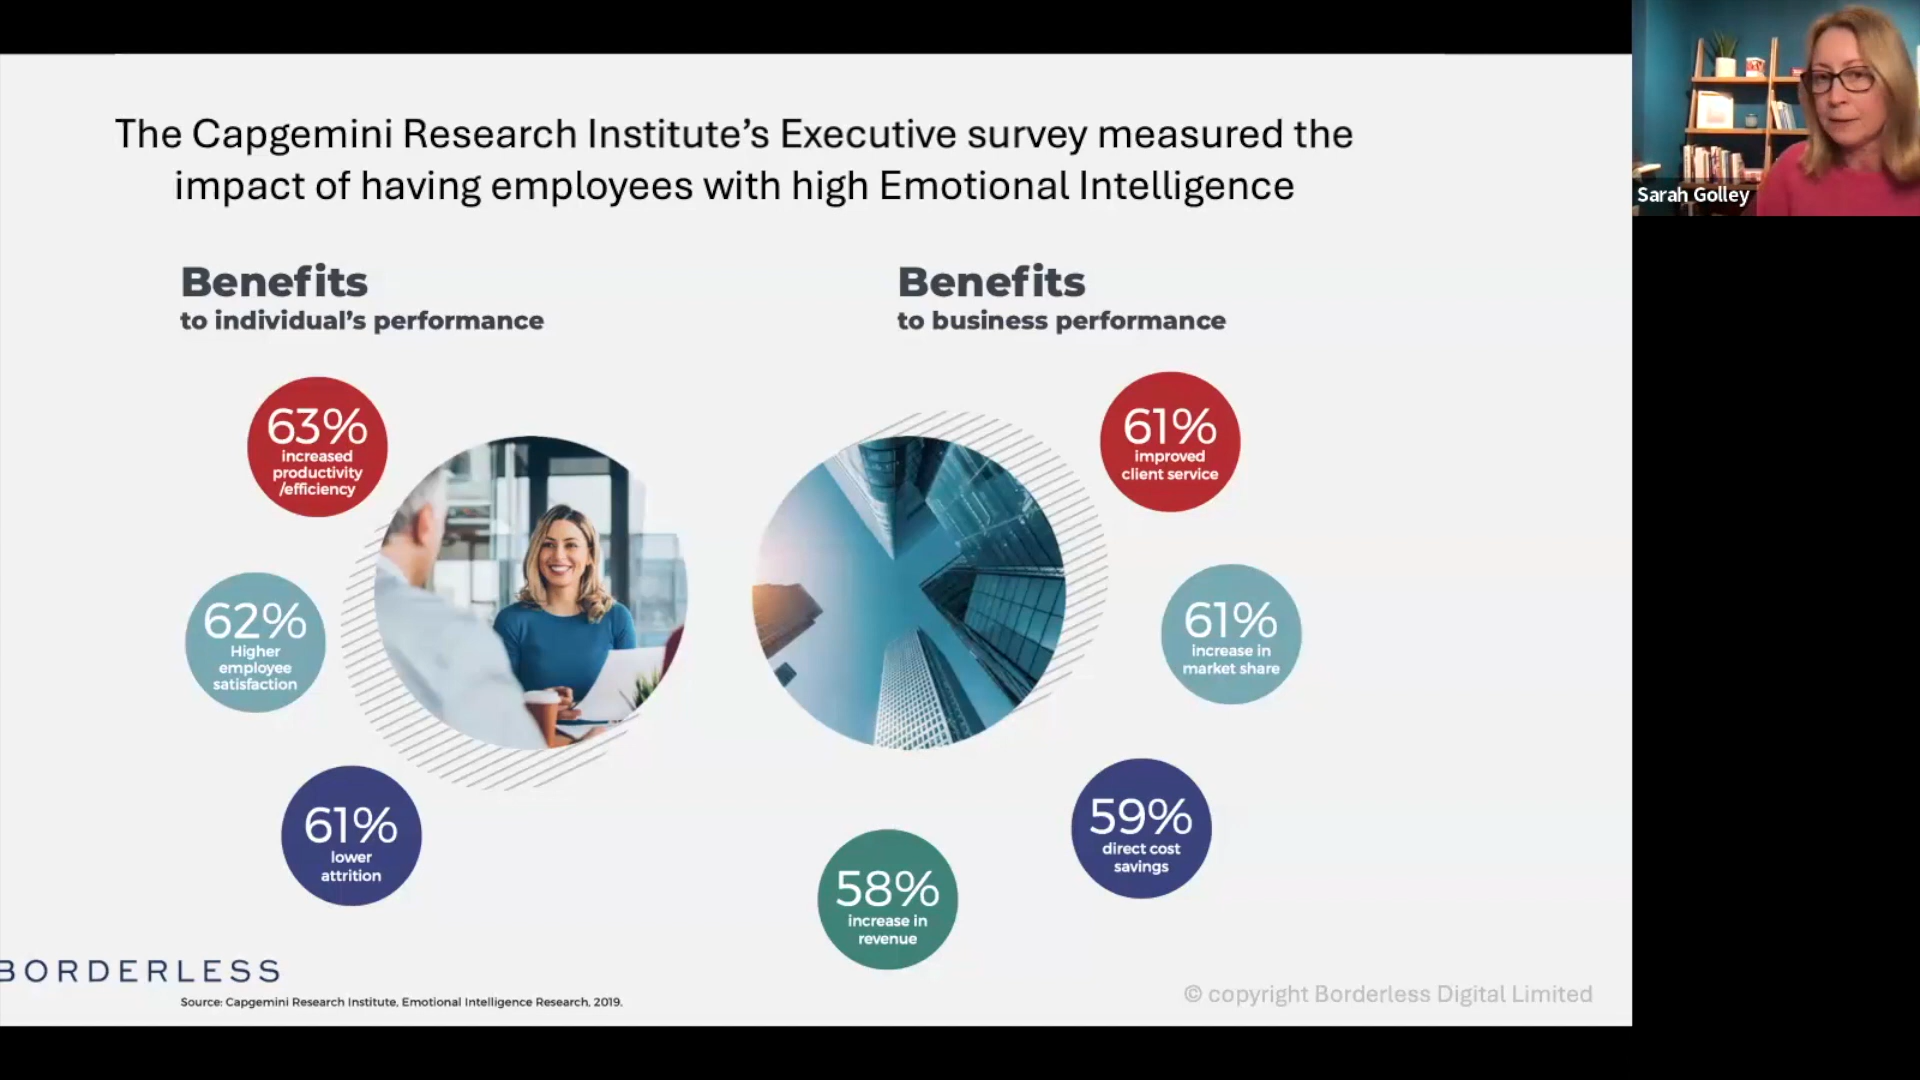 The Capgemini Research Institute’s Executive survey measured the
impact of having employees with high Emotional Intelligence
Sarah Golley
Benefits
to individual’s performance
63%
increased
productivity
/efficiency
62%
Higher
employee
satisfaction
61%
lower
attrition
Benefits
to business performance
61%
improved
client service
61%
increase in
market share
59%
direct cost
savings
58%
increase in
revenue
BORDERLESS
Source: Capgemini Research Institute, Emotional Intelligence Research, 2019.
© copyright Borderless Digital Limited